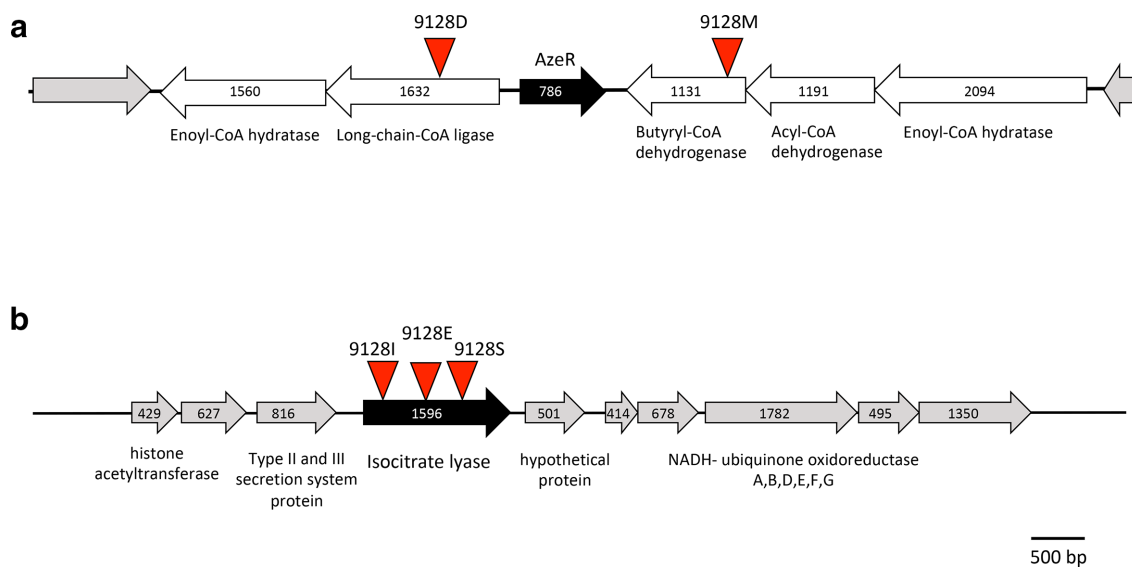 a
9128D
9128M
AzeR
1560
1632
786
1131
1191
2094
Enoyl-CoA hydratase
Long-chain-CoA ligase
Butyryl-CoA
dehydrogenase
Acyl-CoA
dehydrogenase
Enoyl-CoA hydratase
b
9128E
9128I
9128S
429
627
816
1596
501
414
678
1782
495
1350
histone
acetyltransferase
Type II and III
secretion system
protein
Isocitrate lyase
hypothetical
protein
NADH- ubiquinone oxidoreductase
A,B,D,E,F,G
500 bp